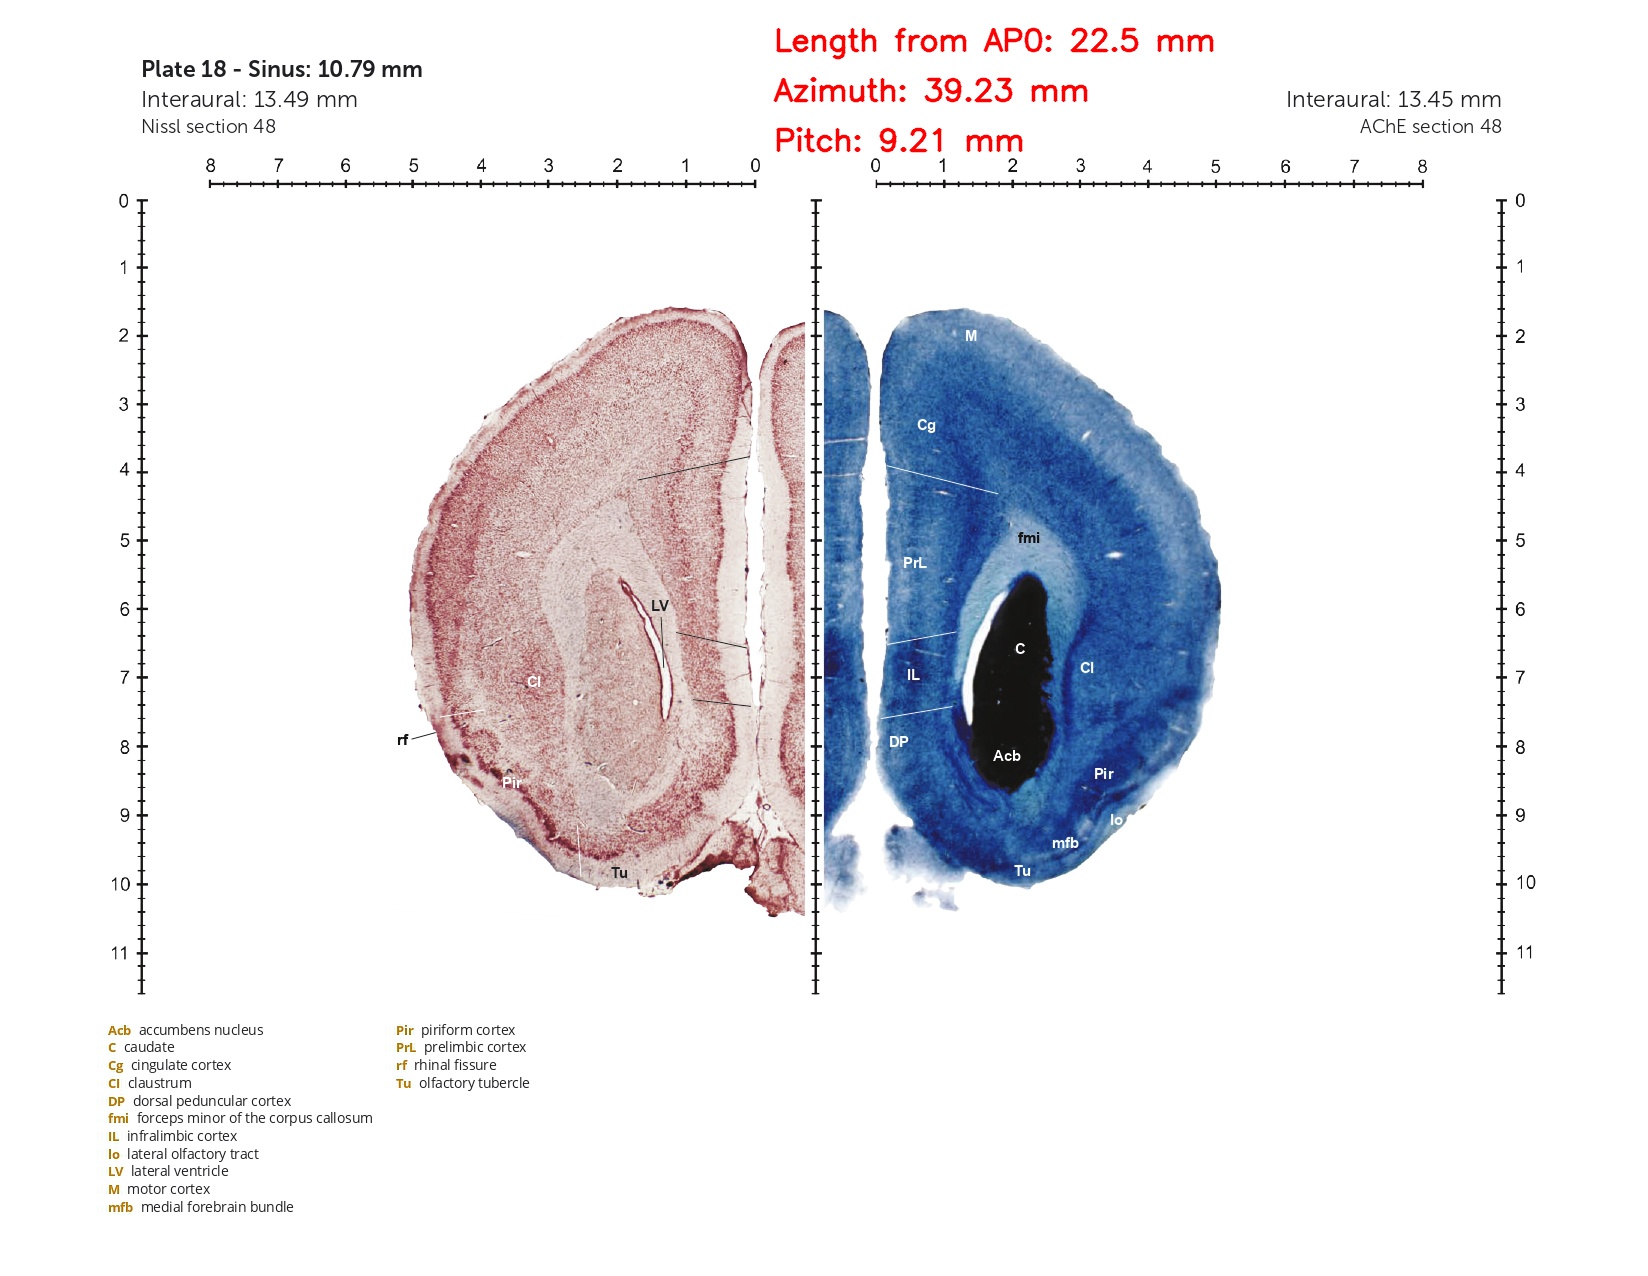 Length from AP0: 22.5 mm
Plate 18 - Sinus: 10.79 mm
Azimuth: 39.23 mm
Interaural: 13.49 mm
Interaural: 13.45 mm
Nissl section 48
AChE section 48
Pitch: 9.21 mm
8 7 6 5 4 3 2 1 0
0 1 2 3 4 5 6 7 8
0 0
1 1
M
2 2
3 3
Cg
4 4
fmi
5 5
PrL
LV
6 6
C
Cl
IL
Cl
7 7
rf
DP
8 8
Acb
Pir
Pir
9 9
lo
mfb
Tu
Tu
10 10
11 11
Acb accumbens nucleus
C caudate
Cg cingulate cortex
Cl claustrum
DP dorsal peduncular cortex
fmi forceps minor of the corpus callosum
IL infralimbic cortex
lo lateral olfactory tract
LV lateral ventricle
M motor cortex
mfb medial forebrain bundle
Pir piriform cortex
PrL prelimbic cortex
rf rhinal fissure
Tu olfactory tubercle